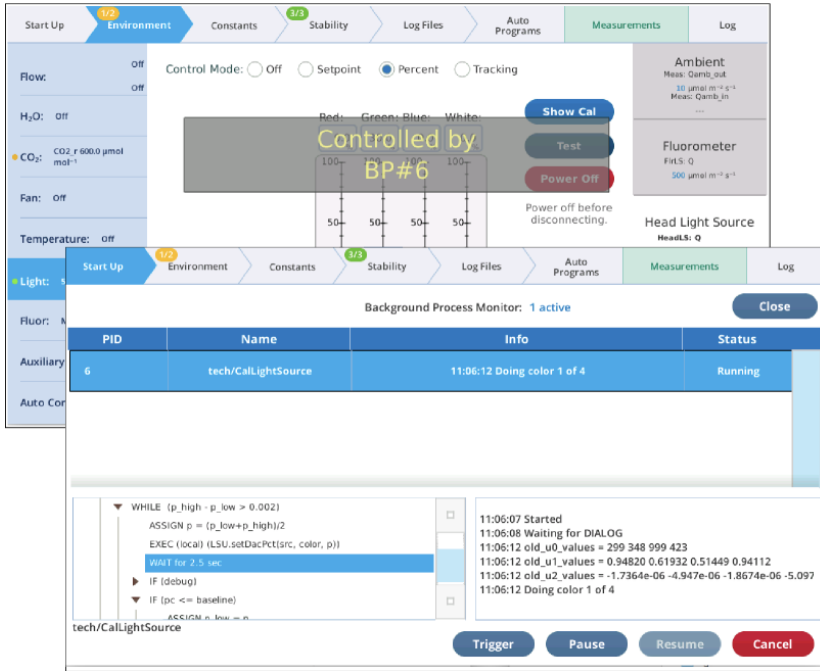 Start Up
1/2
Environment
Constants
3/3
Stability
Log Files
Auto
Programs
Measurements
Log
Flow:
Off
Off
H₂O: Off
CO₂: CO2_r 600.0 µmol
mol⁻¹
Fan: Off
Temperature: Off
Light:
Fluor:
Auxiliary
Control Mode: Off Setpoint Percent Tracking
Red: Green: Blue: White:
Controlled by
BP#6
100 100 100 100
50 50 50 50
Show Cal
Test
Power Off
Power off before
disconnecting.
Ambient
Meas: Qamb_out
10 µmol m⁻² s⁻¹
Meas: Qamb_in
---
Fluorometer
FlrLS: Q
500 µmol m⁻² s⁻¹
Head Light Source
HeadLS: Q
Start Up
1/2
Environment
Constants
3/3
Stability
Log Files
Auto
Programs
Measurements
Log
Background Process Monitor: 1 active
Close
PID Name Info Status
6 tech/CalLightSource 11:06:12 Doing color 1 of 4 Running
WHILE (p_high - p_low > 0.002)
ASSIGN p = (p_low+p_high)/2
EXEC (local) (LSU.setDacPct(src, color, p))
WAIT for 2.5 sec
IF (debug)
IF (pc <= baseline)
ASSIGN p_low = p
tech/CalLightSource
11:06:07 Started
11:06:08 Waiting for DIALOG
11:06:12 old_u0_values = 299 348 999 423
11:06:12 old_u1_values = 0.94820 0.61932 0.51449 0.94112
11:06:12 old_u2_values = -1.7364e-06 -4.947e-06 -1.8674e-06 -5.097
11:06:12 Doing color 1 of 4
Trigger
Pause
Resume
Cancel